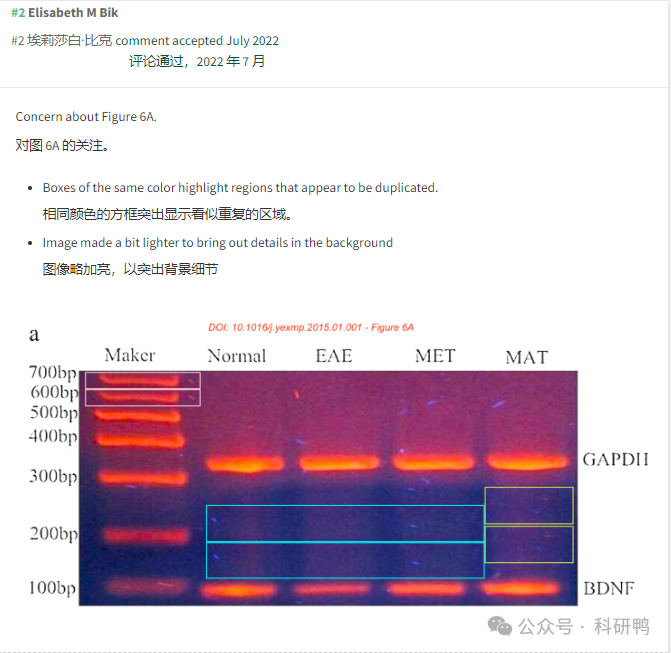 #2 Elisabeth M Bik
#2 埃莉莎白·比克 comment accepted July 2022
评论通过，2022 年 7 月
Concern about Figure 6A.
对图 6A 的关注。
Boxes of the same color highlight regions that appear to be duplicated.
相同颜色的方框突出显示看似重复的区域。
Image made a bit lighter to bring out details in the background
图像略加亮，以突出背景细节
DOI: 10.1016/j.yexmp.2015.01.001 - Figure 6A
a
Maker Normal EAE MET MAT
700bp
600bp
500bp
400bp
GAPDH
300bp
200bp
100bp BDNF
公众号 · 科研鸭